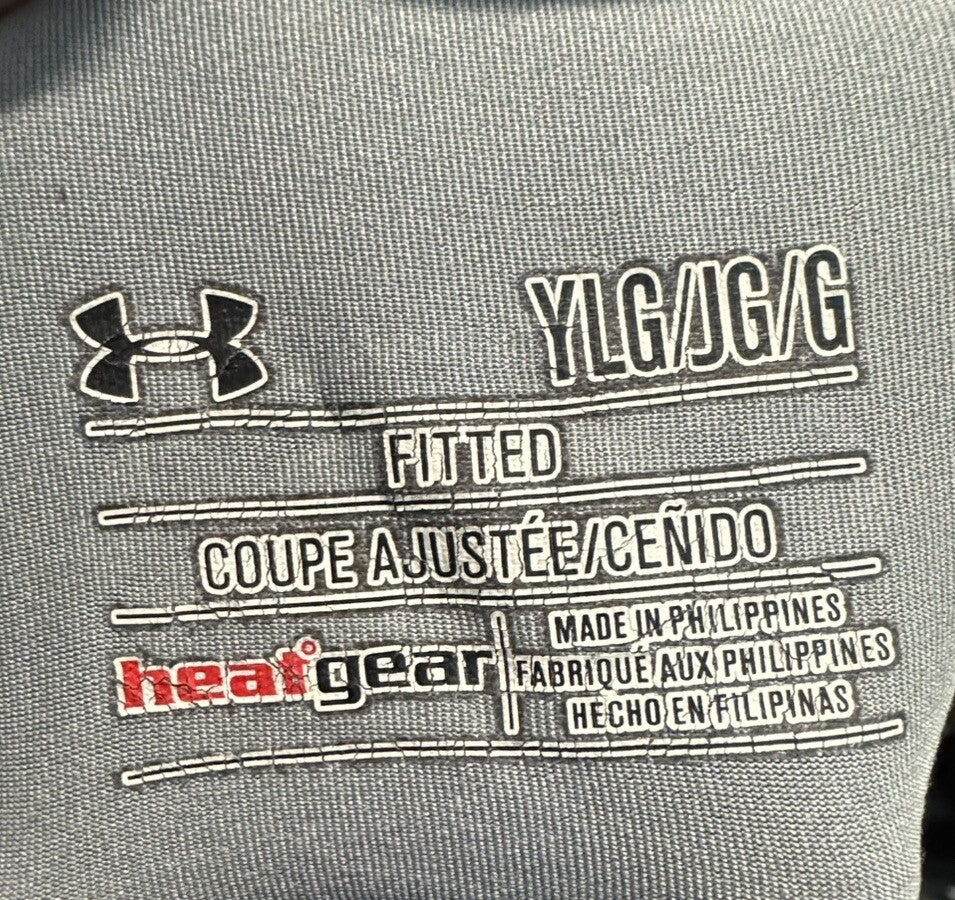 YLG/JG/G
FITTED
COUPE AJUSTÉE/CEÑIDO
heatgear
MADE IN PHILIPPINES
FABRIQUÉ AUX PHILIPPINES
HECHO EN FILIPINAS